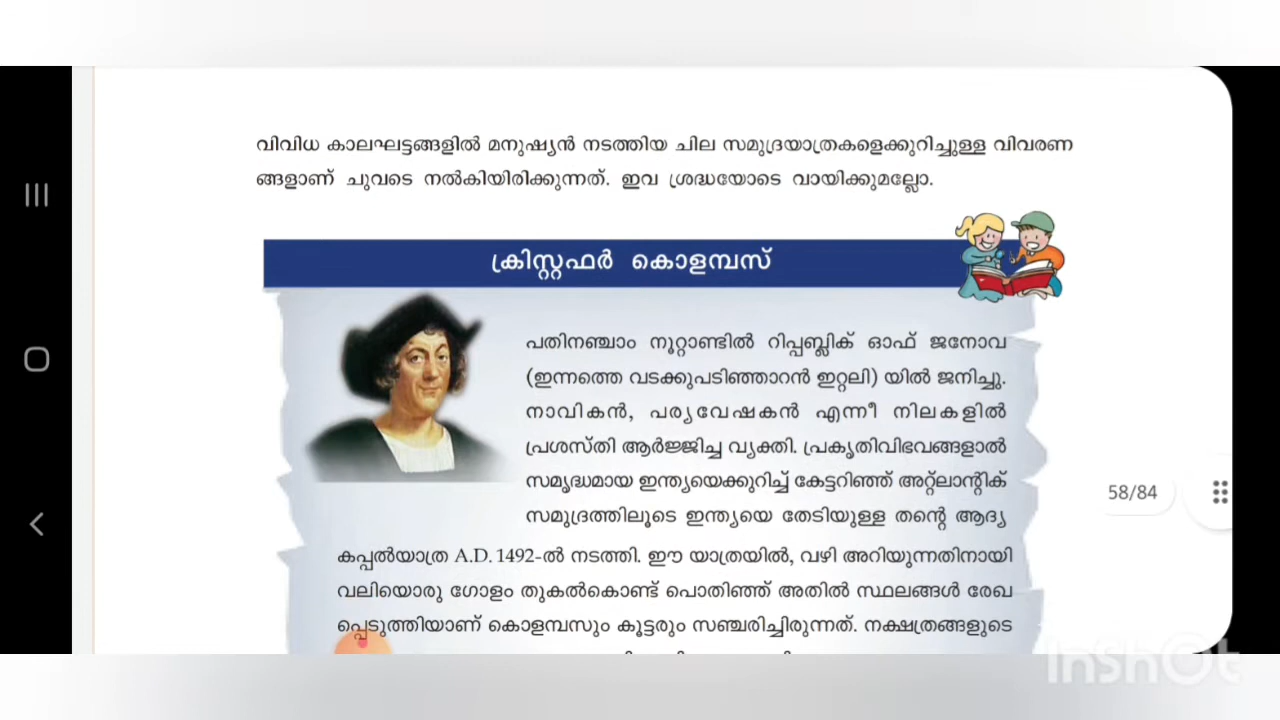 വിവിധ കാലഘട്ടങ്ങളിൽ മനുഷ്യൻ നടത്തിയ ചില സമുദ്രയാത്രകളെക്കുറിച്ചുള്ള വിവരണ
ങ്ങളാണ് ചുവടെ നൽകിയിരിക്കുന്നത്. ഇവ ശ്രദ്ധയോടെ വായിക്കുമല്ലോ.
ക്രിസ്റ്റഫർ കൊളമ്പസ്
പതിനഞ്ചാം നൂറ്റാണ്ടിൽ റിപ്പബ്ലിക് ഓഫ് ജനോവ
(ഇന്നത്തെ വടക്കുപടിഞ്ഞാറൻ ഇറ്റലി) യിൽ ജനിച്ചു.
നാവികൻ, പര്യവേഷകൻ എന്നീ നിലകളിൽ
പ്രശസ്തി ആർജ്ജിച്ച വ്യക്തി. പ്രകൃതിവിഭവങ്ങളാൽ
സമൃദ്ധമായ ഇന്ത്യയെക്കുറിച്ച് കേട്ടറിഞ്ഞ് അറ്റ്ലാന്റിക്
സമുദ്രത്തിലൂടെ ഇന്ത്യയെ തേടിയുള്ള തന്റെ ആദ്യ
58/84
കപ്പൽയാത്ര A.D. 1492-ൽ നടത്തി. ഈ യാത്രയിൽ, വഴി അറിയുന്നതിനായി
വലിയൊരു ഗോളം തുകൽകൊണ്ട് പൊതിഞ്ഞ് അതിൽ സ്ഥലങ്ങൾ രേഖ
പ്പെടുത്തിയാണ് കൊളമ്പസും കൂട്ടരും സഞ്ചരിച്ചിരുന്നത്. നക്ഷത്രങ്ങളുടെ
InShOt